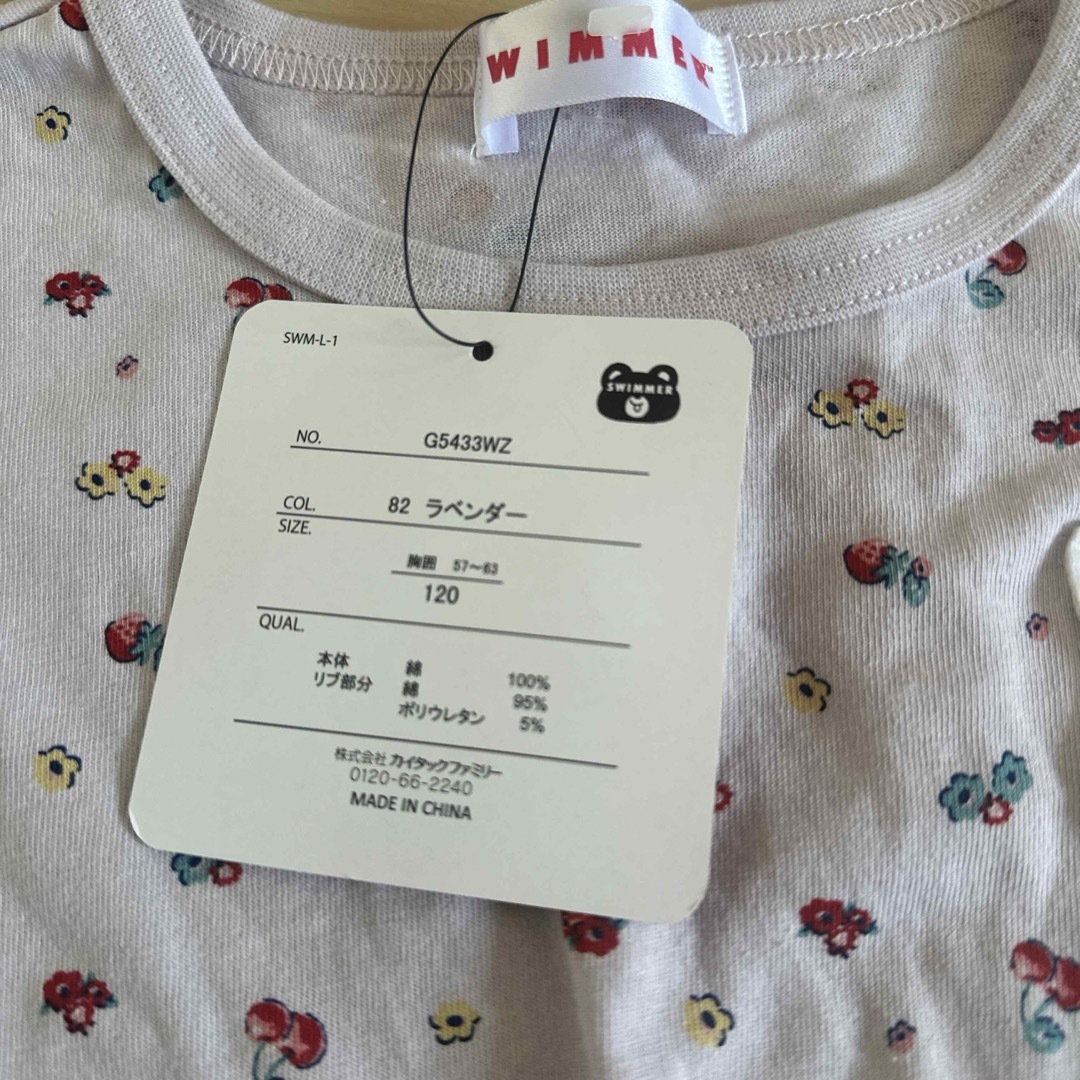 WIMMER™
SWM-L-1
SWIMMER
NO. G5433WZ
COL. 82 ラベンダー
SIZE.
胸囲 57～63
120
QUAL.
本体 綿 100%
リブ部分 綿 95%
ポリウレタン 5%
株式会社 カイタックファミリー
0120-66-2240
MADE IN CHINA